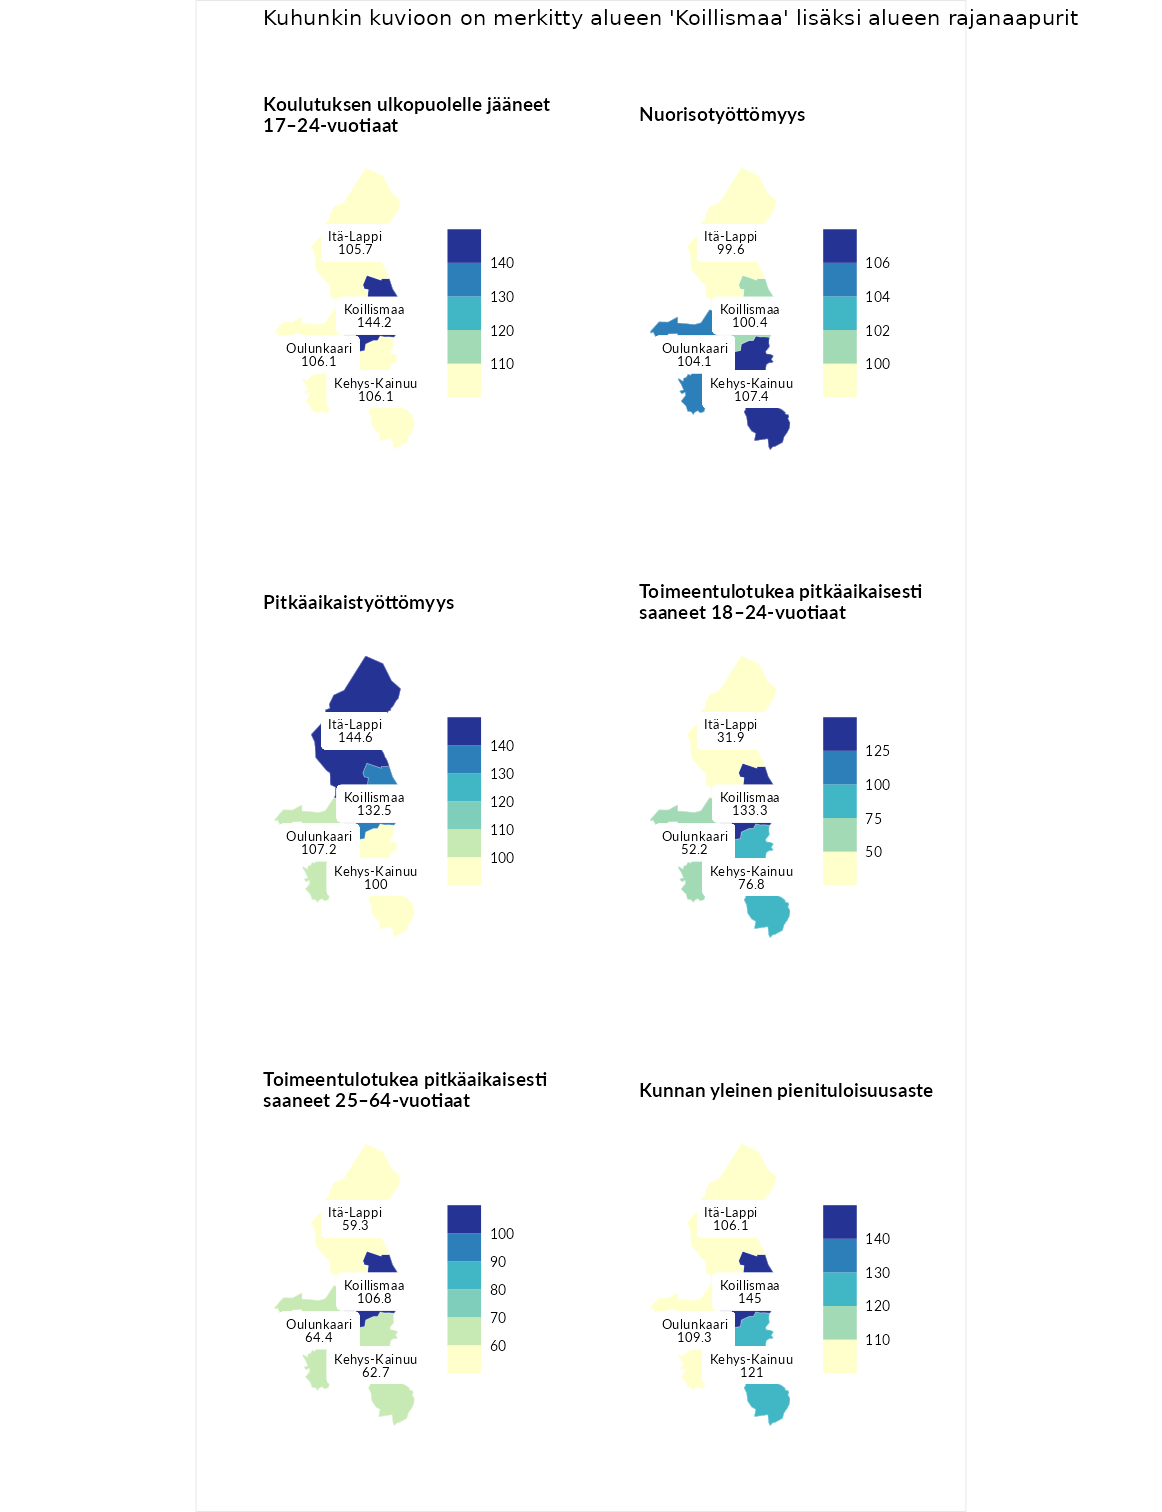 Kuhunkin kuvioon on merkitty alueen 'Koillismaa' lisäksi alueen rajanaapurit
Koulutuksen ulkopuolelle jääneet
17–24-vuotiaat
Itä-Lappi
105.7
Koillismaa
144.2
Oulunkaari
106.1
Kehys-Kainuu
106.1
140
130
120
110
Nuorisotyöttömyys
Itä-Lappi
99.6
Koillismaa
100.4
Oulunkaari
104.1
Kehys-Kainuu
107.4
106
104
102
100
Pitkäaikaistyöttömyys
Itä-Lappi
144.6
Koillismaa
132.5
Oulunkaari
107.2
Kehys-Kainuu
100
140
130
120
110
100
Toimeentulotukea pitkäaikaisesti
saaneet 18–24-vuotiaat
Itä-Lappi
31.9
Koillismaa
133.3
Oulunkaari
52.2
Kehys-Kainuu
76.8
125
100
75
50
Toimeentulotukea pitkäaikaisesti
saaneet 25–64-vuotiaat
Itä-Lappi
59.3
Koillismaa
106.8
Oulunkaari
64.4
Kehys-Kainuu
62.7
100
90
80
70
60
Kunnan yleinen pienituloisuusaste
Itä-Lappi
106.1
Koillismaa
145
Oulunkaari
109.3
Kehys-Kainuu
121
140
130
120
110